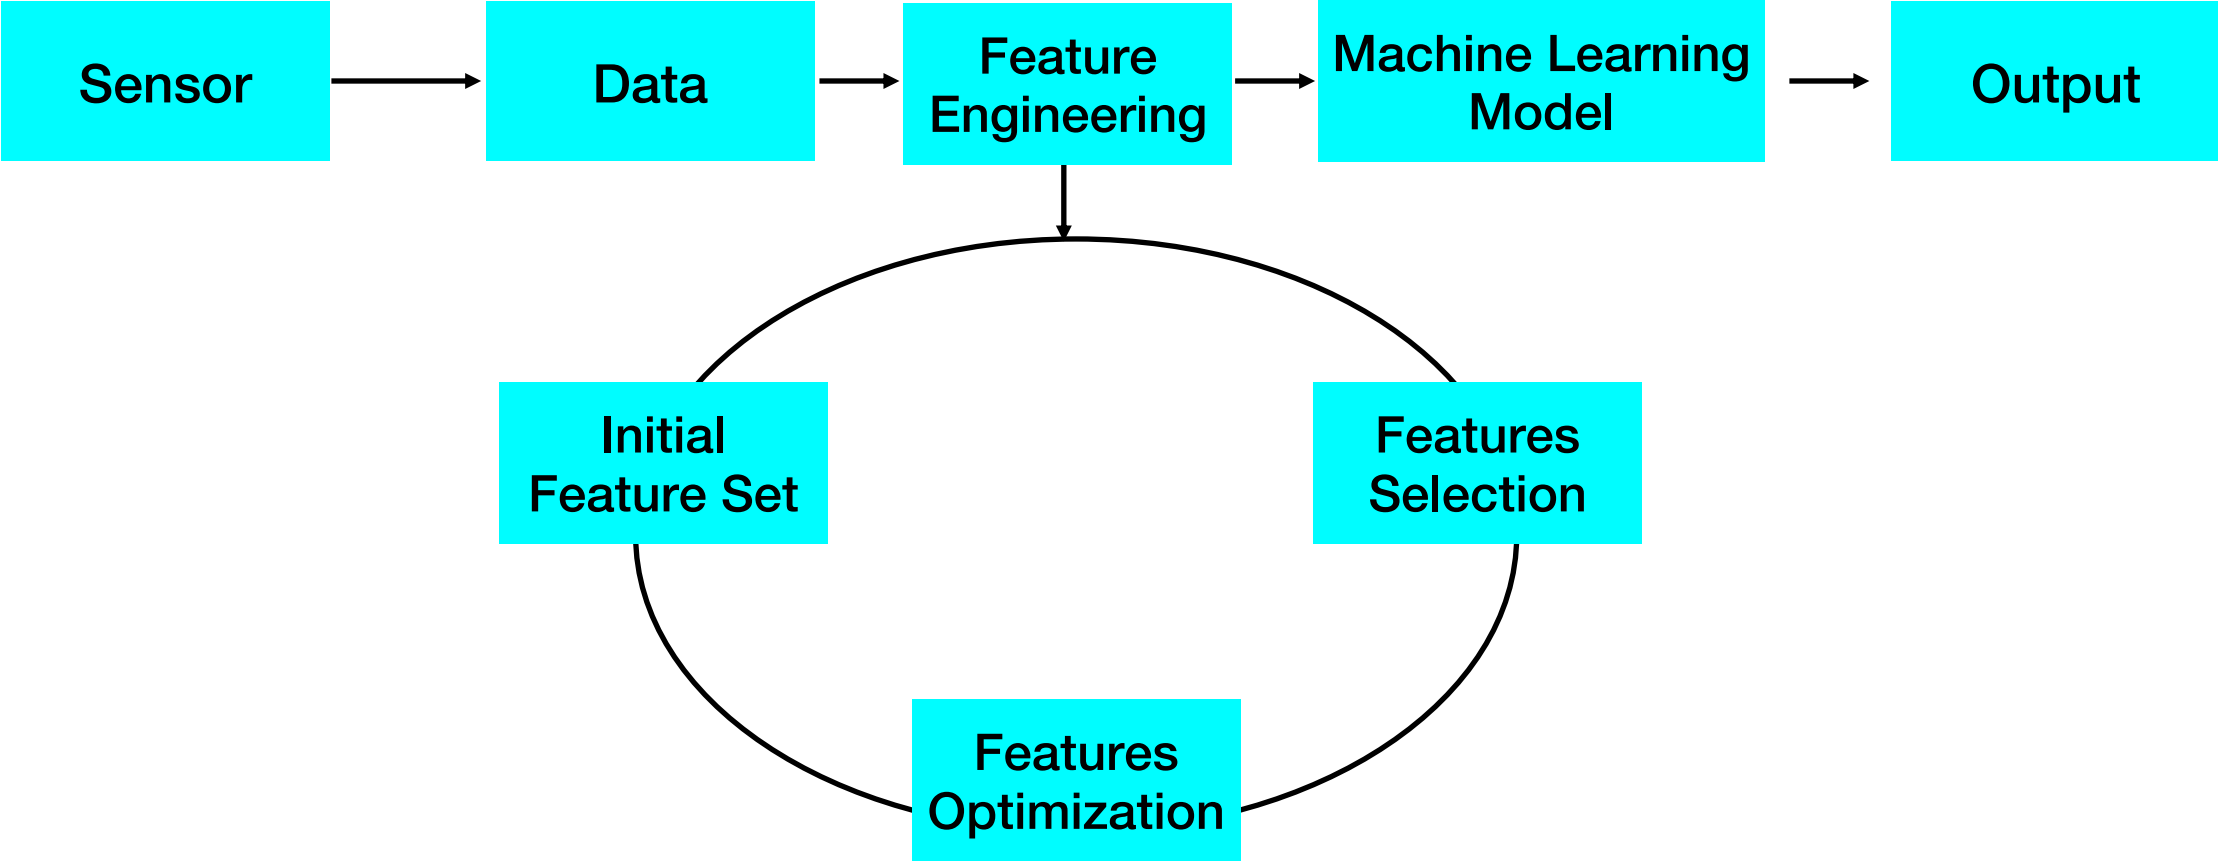 Sensor
Data
Feature
Engineering
Machine Learning
Model
Output
Initial
Feature Set
Features
Selection
Features
Optimization